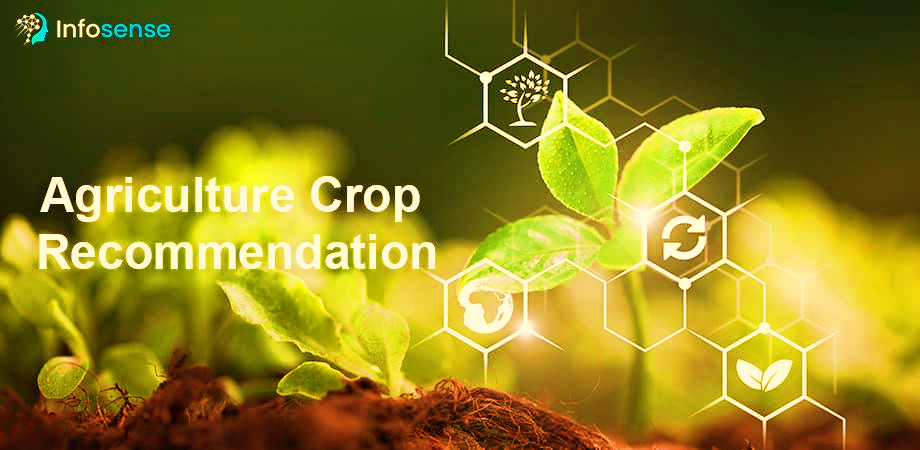 Infosense
Agriculture Crop
Recommendation